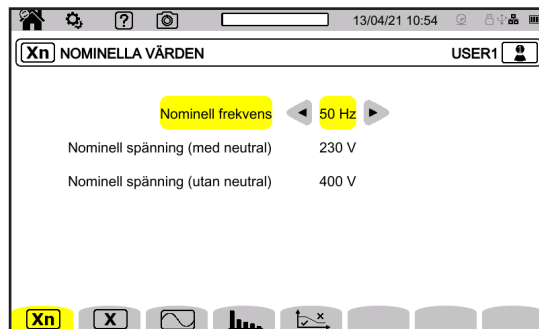 ? 13/04/21 10:54
Xn NOMINELLA VÄRDEN USER1
Nominell frekvens 50 Hz
Nominell spänning (med neutral) 230 V
Nominell spänning (utan neutral) 400 V
Xn X